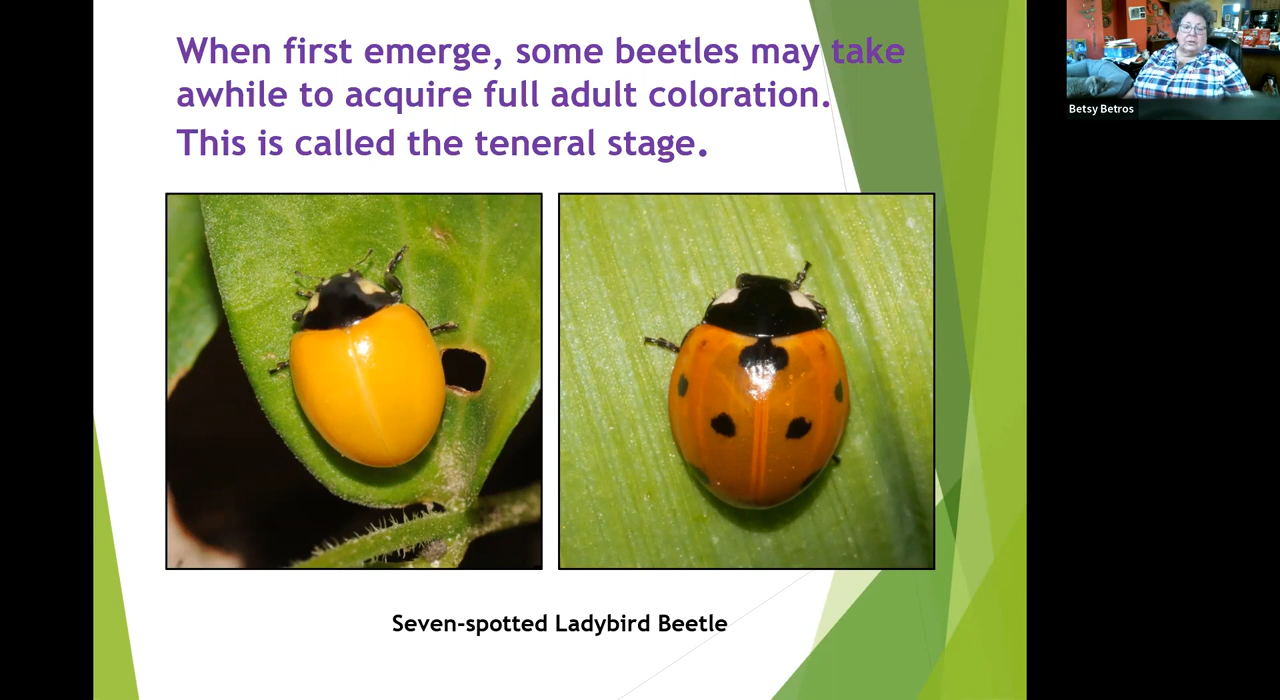 When first emerge, some beetles may take
awhile to acquire full adult coloration.
This is called the teneral stage.
Seven-spotted Ladybird Beetle
Betsy Betros